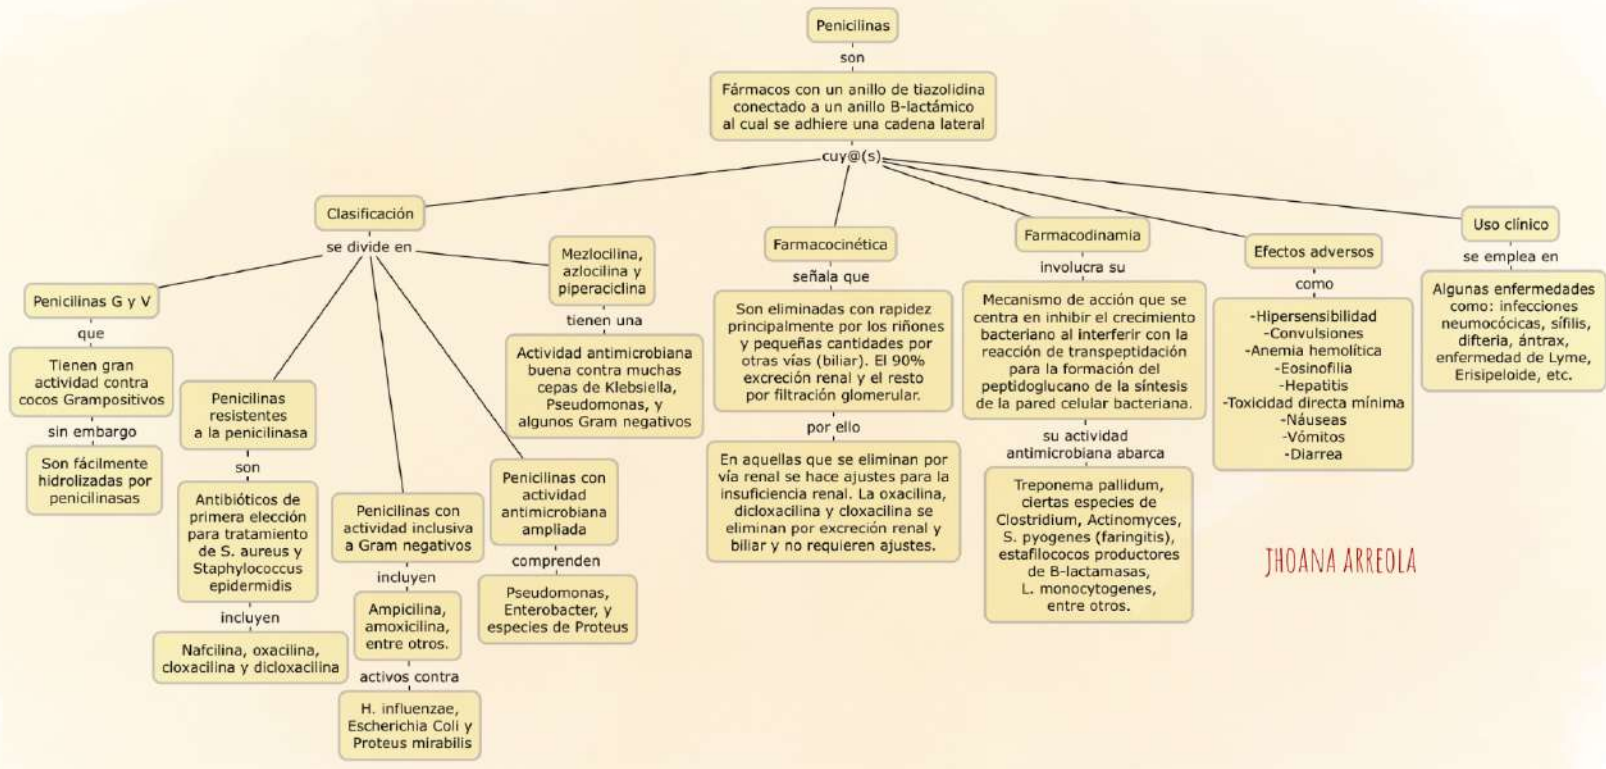 Penicilinas
son
Fármacos con un anillo de tiazolidina
conectado a un anillo B-lactámico
al cual se adhiere una cadena lateral
cuy@(s)
Clasificación
se divide en
Penicilinas G y V
que
Tienen gran
actividad contra
cocos Grampositivos
sin embargo
Son fácilmente
hidrolizadas por
penicilinasas
Penicilinas
resistentes
a la penicilinasa
son
Antibióticos de
primera elección
para tratamiento
de S. aureus y
Staphylococcus
epidermidis
incluyen
Nafcilina, oxacilina,
cloxacilina y dicloxacilina
Penicilinas con
actividad inclusiva
a Gram negativos
incluyen
Ampicilina,
amoxicilina,
entre otros.
activos contra
H. influenzae,
Escherichia Coli y
Proteus mirabilis
Penicilinas con
actividad
antimicrobiana
ampliada
comprenden
Pseudomonas,
Enterobacter, y
especies de Proteus
Mezlocilina,
azlocilina y
piperaciclina
tienen una
Actividad antimicrobiana
buena contra muchas
cepas de Klebsiella,
Pseudomonas, y
algunos Gram negativos
Farmacocinética
señala que
Son eliminadas con rapidez
principalmente por los riñones
y pequeñas cantidades por
otras vías (biliar). El 90%
excreción renal y el resto
por filtración glomerular.
por ello
En aquellas que se eliminan por
vía renal se hace ajustes para la
insuficiencia renal. La oxacilina,
dicloxacilina y cloxacilina se
eliminan por excreción renal y
biliar y no requieren ajustes.
Farmacodinamia
involucra su
Mecanismo de acción que se
centra en inhibir el crecimiento
bacteriano al interferir con la
reacción de transpeptidación
para la formación del
peptidoglucano de la síntesis
de la pared celular bacteriana.
su actividad
antimicrobiana abarca
Treponema pallidum,
ciertas especies de
Clostridium, Actinomyces,
S. pyogenes (faringitis),
estafilococos productores
de B-lactamasas,
L. monocytogenes,
entre otros.
Efectos adversos
como
-Hipersensibilidad
-Convulsiones
-Anemia hemolítica
-Eosinofilia
-Hepatitis
-Toxicidad directa mínima
-Náuseas
-Vómitos
-Diarrea
Uso clínico
se emplea en
Algunas enfermedades
como: infecciones
neumocócicas, sífilis,
difteria, ántrax,
enfermedad de Lyme,
Erisipeloide, etc.
JHOANA ARREOLA